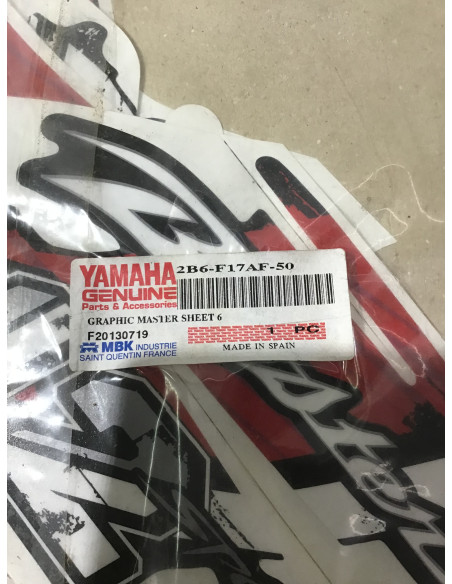 YAMAHA
GENUINE
Parts & Accessories
2B6-F17AF-50
GRAPHIC MASTER SHEET 6
F20130719
1 PC
MBK INDUSTRIE
SAINT QUENTIN FRANCE
MADE IN SPAIN